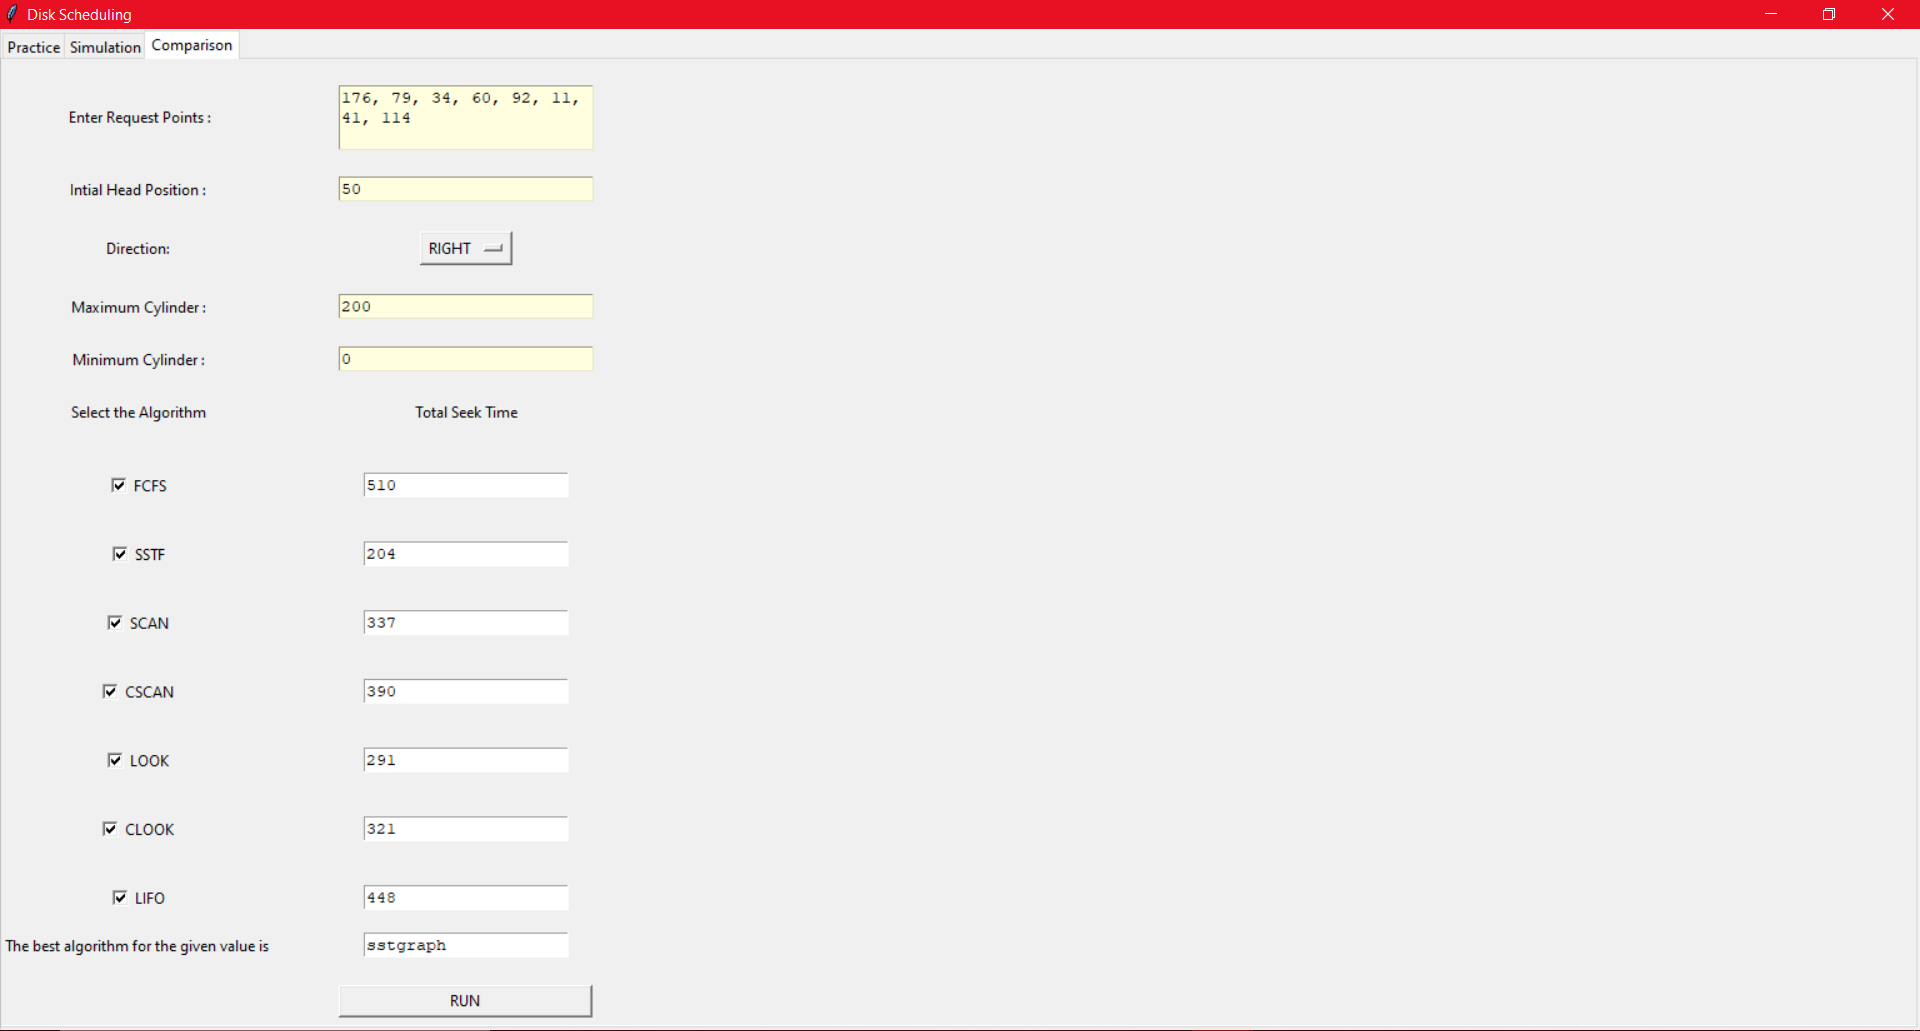 Disk Scheduling
Practice Simulation Comparison
Enter Request Points :
176, 79, 34, 60, 92, 11,
41, 114
Intial Head Position :
50
Direction:
RIGHT
Maximum Cylinder :
200
Minimum Cylinder :
0
Select the Algorithm
Total Seek Time
FCFS
510
SSTF
204
SCAN
337
CSCAN
390
LOOK
291
CLOOK
321
LIFO
448
The best algorithm for the given value is
sstgraph
RUN